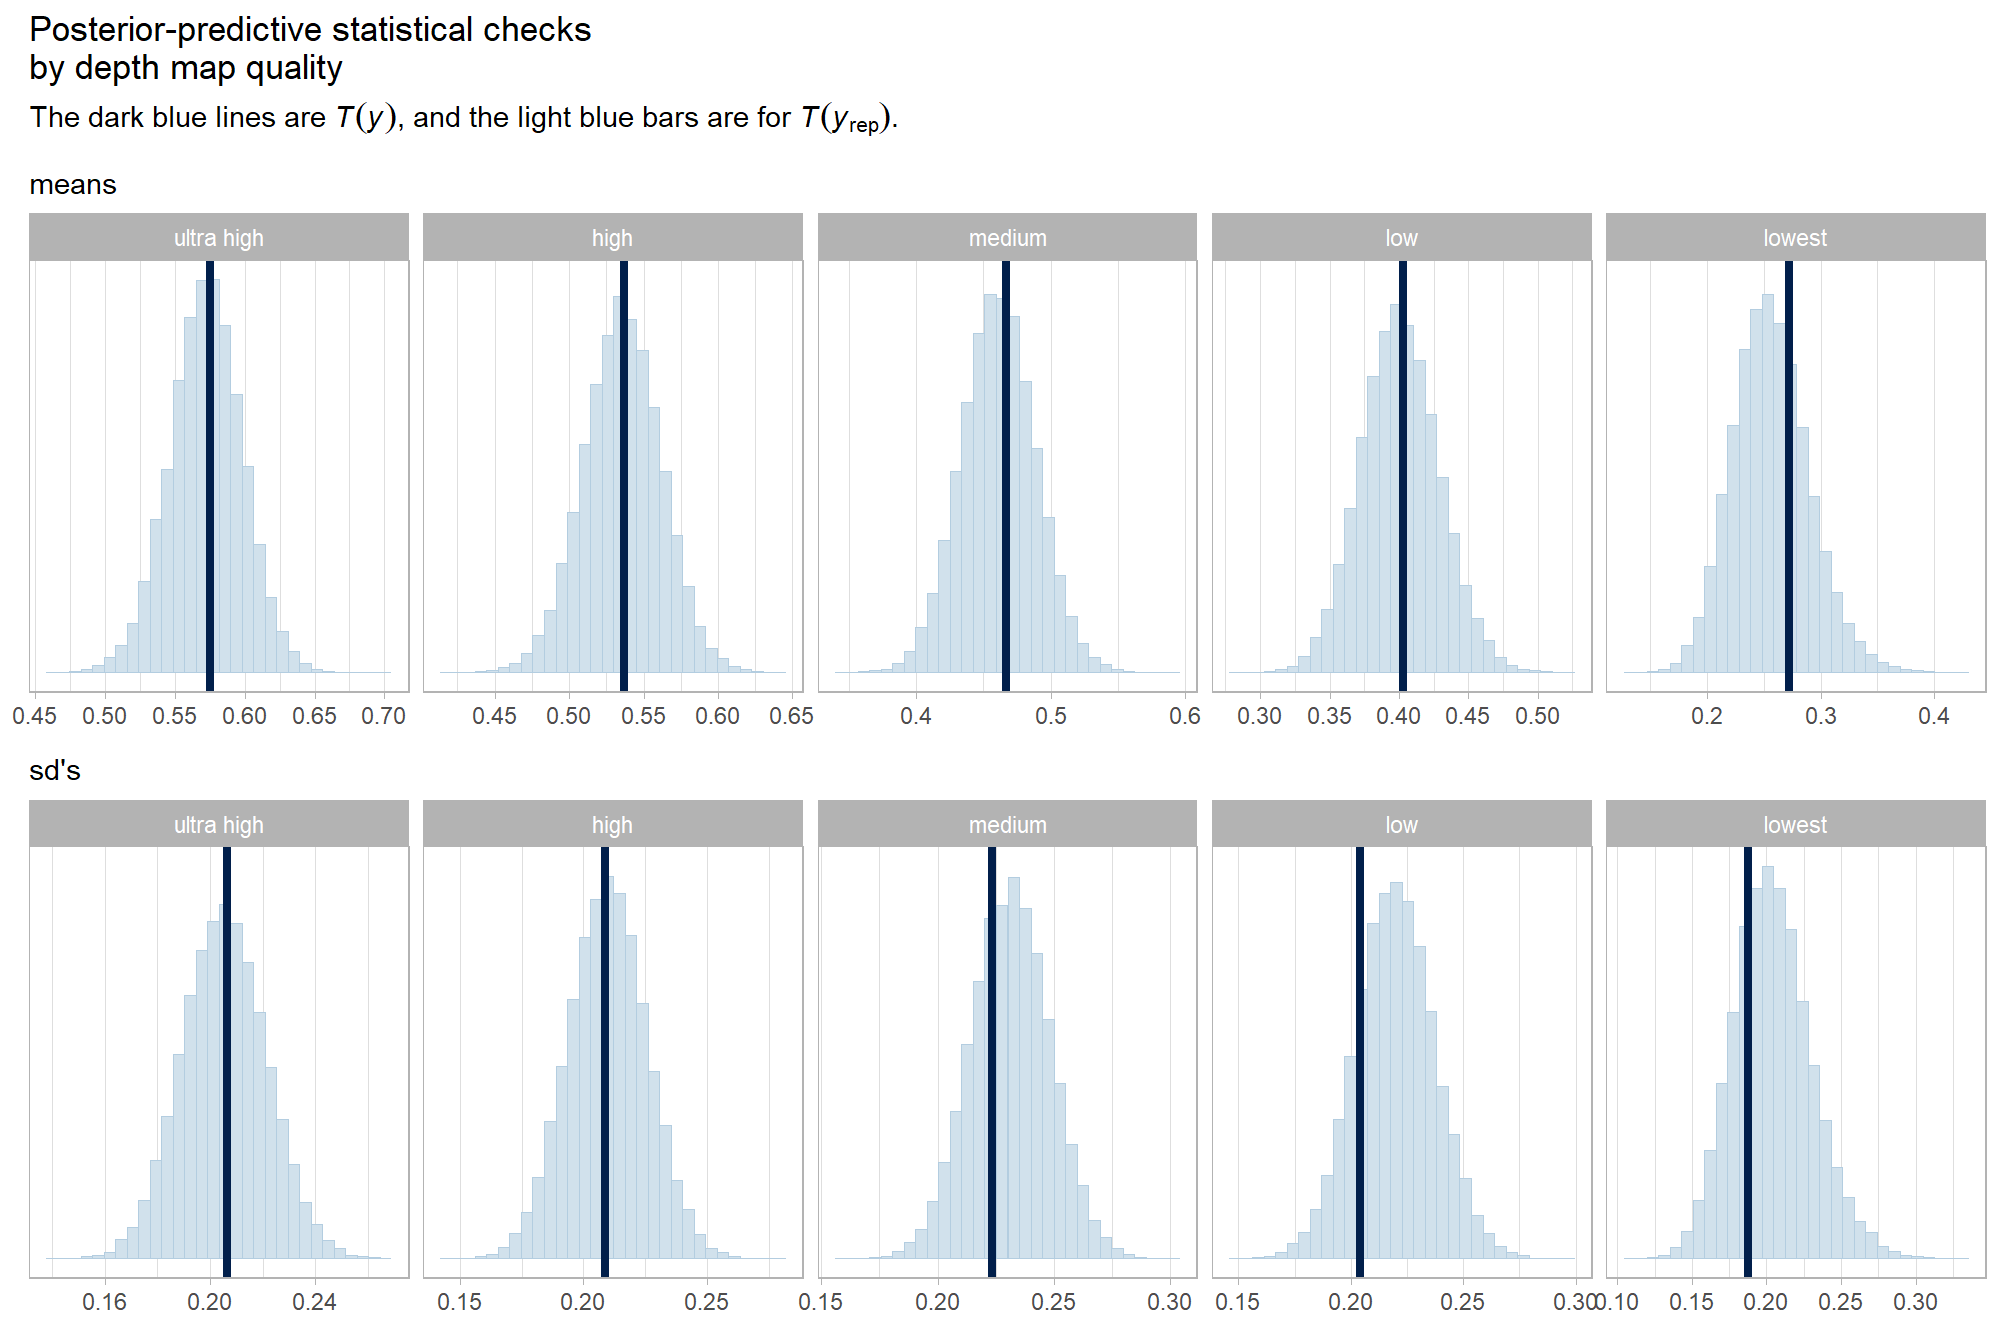 Posterior-predictive statistical checks
by depth map quality
The dark blue lines are T(y), and the light blue bars are for T(y_rep).
means
ultra high high medium low lowest
0.45 0.50 0.55 0.60 0.65 0.70 0.45 0.50 0.55 0.60 0.65 0.4 0.5 0.6 0.30 0.35 0.40 0.45 0.50 0.2 0.3 0.4
sd's
ultra high high medium low lowest
0.16 0.20 0.24 0.15 0.20 0.25 0.15 0.20 0.25 0.30 0.15 0.20 0.25 0.30 0.10 0.15 0.20 0.25 0.30